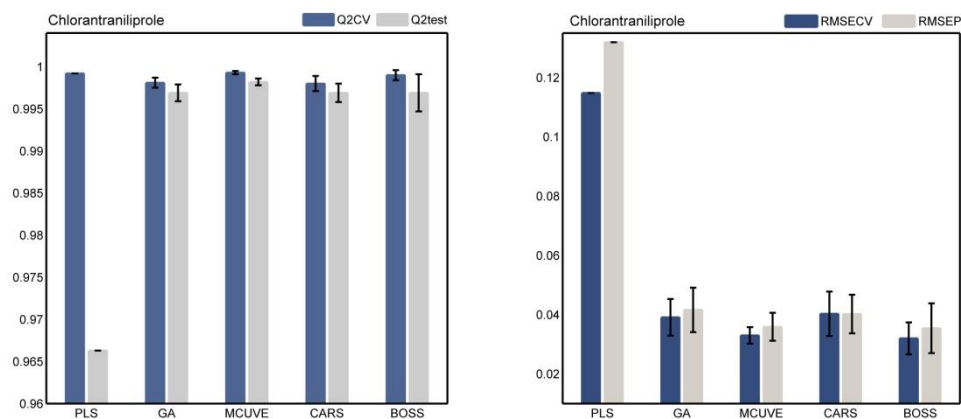 Chlorantraniliprole
Q2CV Q2test
1
0.995
0.99
0.985
0.98
0.975
0.97
0.965
0.96
PLS GA MCUVE CARS BOSS
Chlorantraniliprole
RMSECV RMSEP
0.12
0.1
0.08
0.06
0.04
0.02
PLS GA MCUVE CARS BOSS